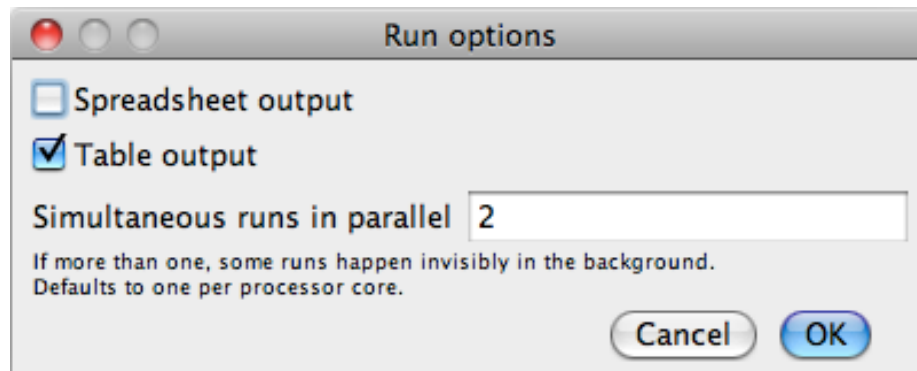 Run options
Spreadsheet output
Table output
Simultaneous runs in parallel 2
If more than one, some runs happen invisibly in the background.
Defaults to one per processor core.
Cancel OK